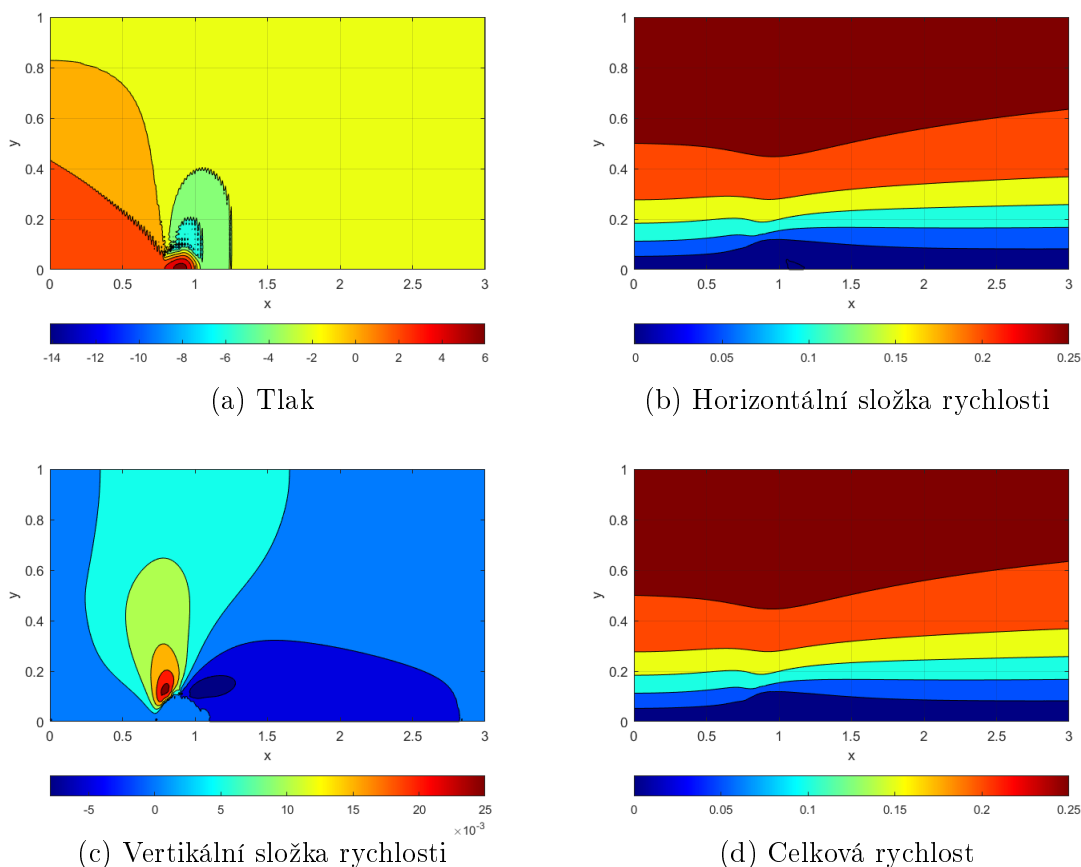 1
0.8
0.6
0.4
0.2
0
y
0 0.5 1 1.5 2 2.5 3
x
-14 -12 -10 -8 -6 -4 -2 0 2 4 6
(a) Tlak
1
0.8
0.6
0.4
0.2
0
y
0 0.5 1 1.5 2 2.5 3
x
0 0.05 0.1 0.15 0.2 0.25
(b) Horizontální složka rychlosti
1
0.8
0.6
0.4
0.2
0
y
0 0.5 1 1.5 2 2.5 3
x
-5 0 5 10 15 20 25
×10⁻³
(c) Vertikální složka rychlosti
1
0.8
0.6
0.4
0.2
0
y
0 0.5 1 1.5 2 2.5 3
x
0 0.05 0.1 0.15 0.2 0.25
(d) Celková rychlost